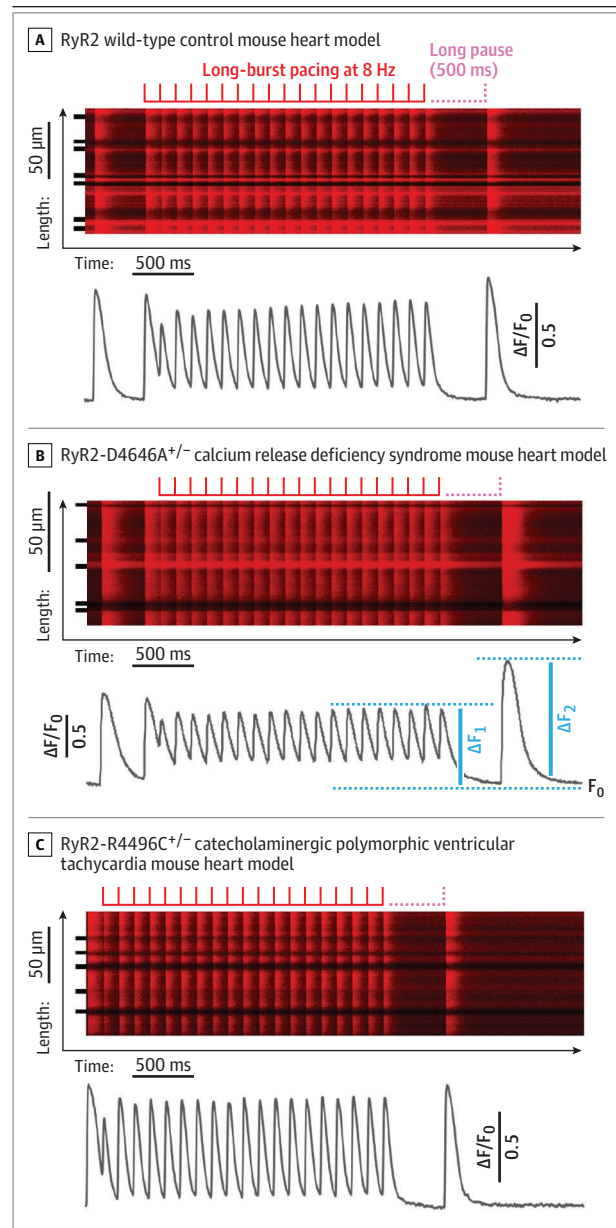 A RyR2 wild-type control mouse heart model
Long-burst pacing at 8 Hz
Long pause
(500 ms)
50 μm
Length:
Time: 500 ms
ΔF/F0
0.5
B RyR2-D4646A+/− calcium release deficiency syndrome mouse heart model
50 μm
Length:
Time: 500 ms
ΔF/F0
0.5
ΔF1
ΔF2
F0
C RyR2-R4496C+/− catecholaminergic polymorphic ventricular
tachycardia mouse heart model
50 μm
Length:
Time: 500 ms
ΔF/F0
0.5